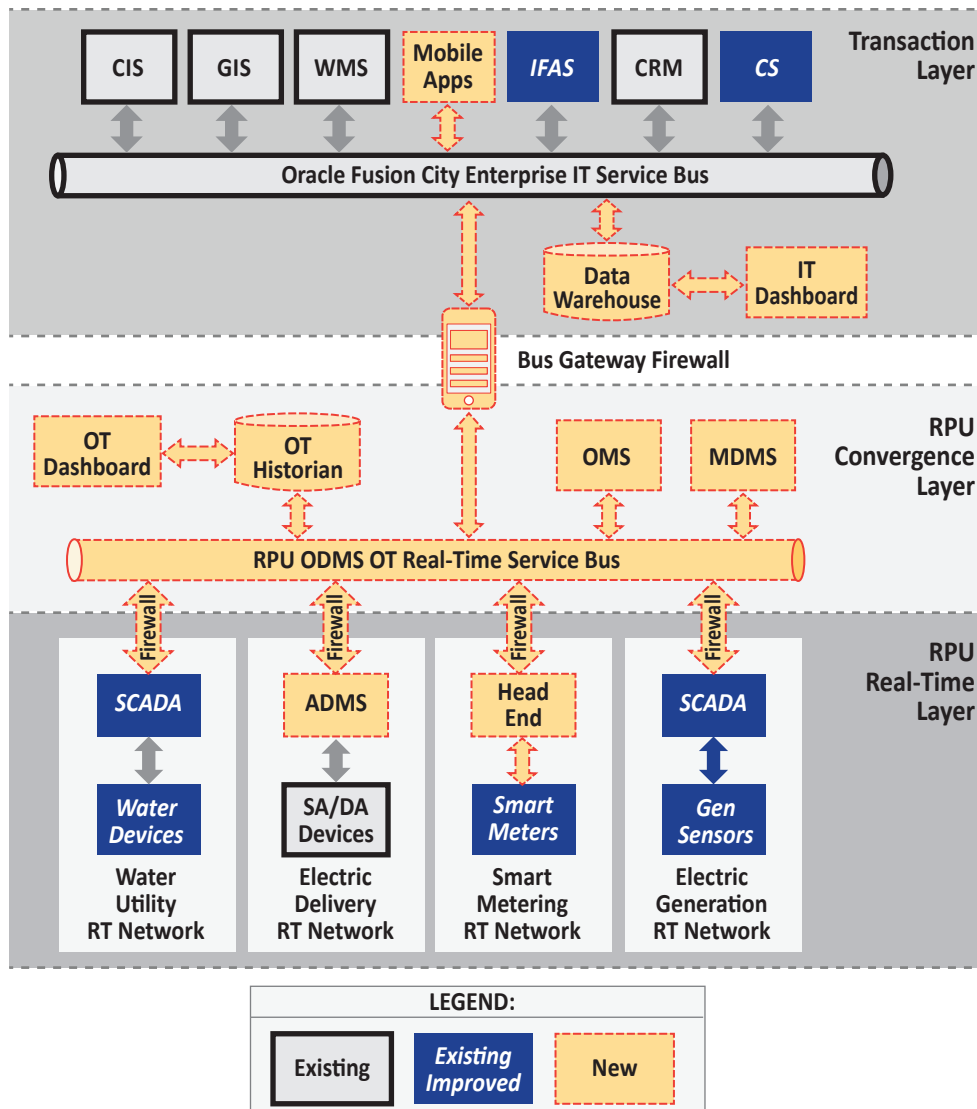 Transaction
Layer
CIS
GIS
WMS
Mobile
Apps
IFAS
CRM
CS
Oracle Fusion City Enterprise IT Service Bus
Data
Warehouse
IT
Dashboard
Bus Gateway Firewall
RPU
Convergence
Layer
OT
Dashboard
OT
Historian
OMS
MDMS
RPU ODMS OT Real-Time Service Bus
Firewall
Firewall
Firewall
Firewall
RPU
Real-Time
Layer
SCADA
ADMS
Head
End
SCADA
Water
Devices
SA/DA
Devices
Smart
Meters
Gen
Sensors
Water
Utility
RT Network
Electric
Delivery
RT Network
Smart
Metering
RT Network
Electric
Generation
RT Network
LEGEND:
Existing
Existing
Improved
New